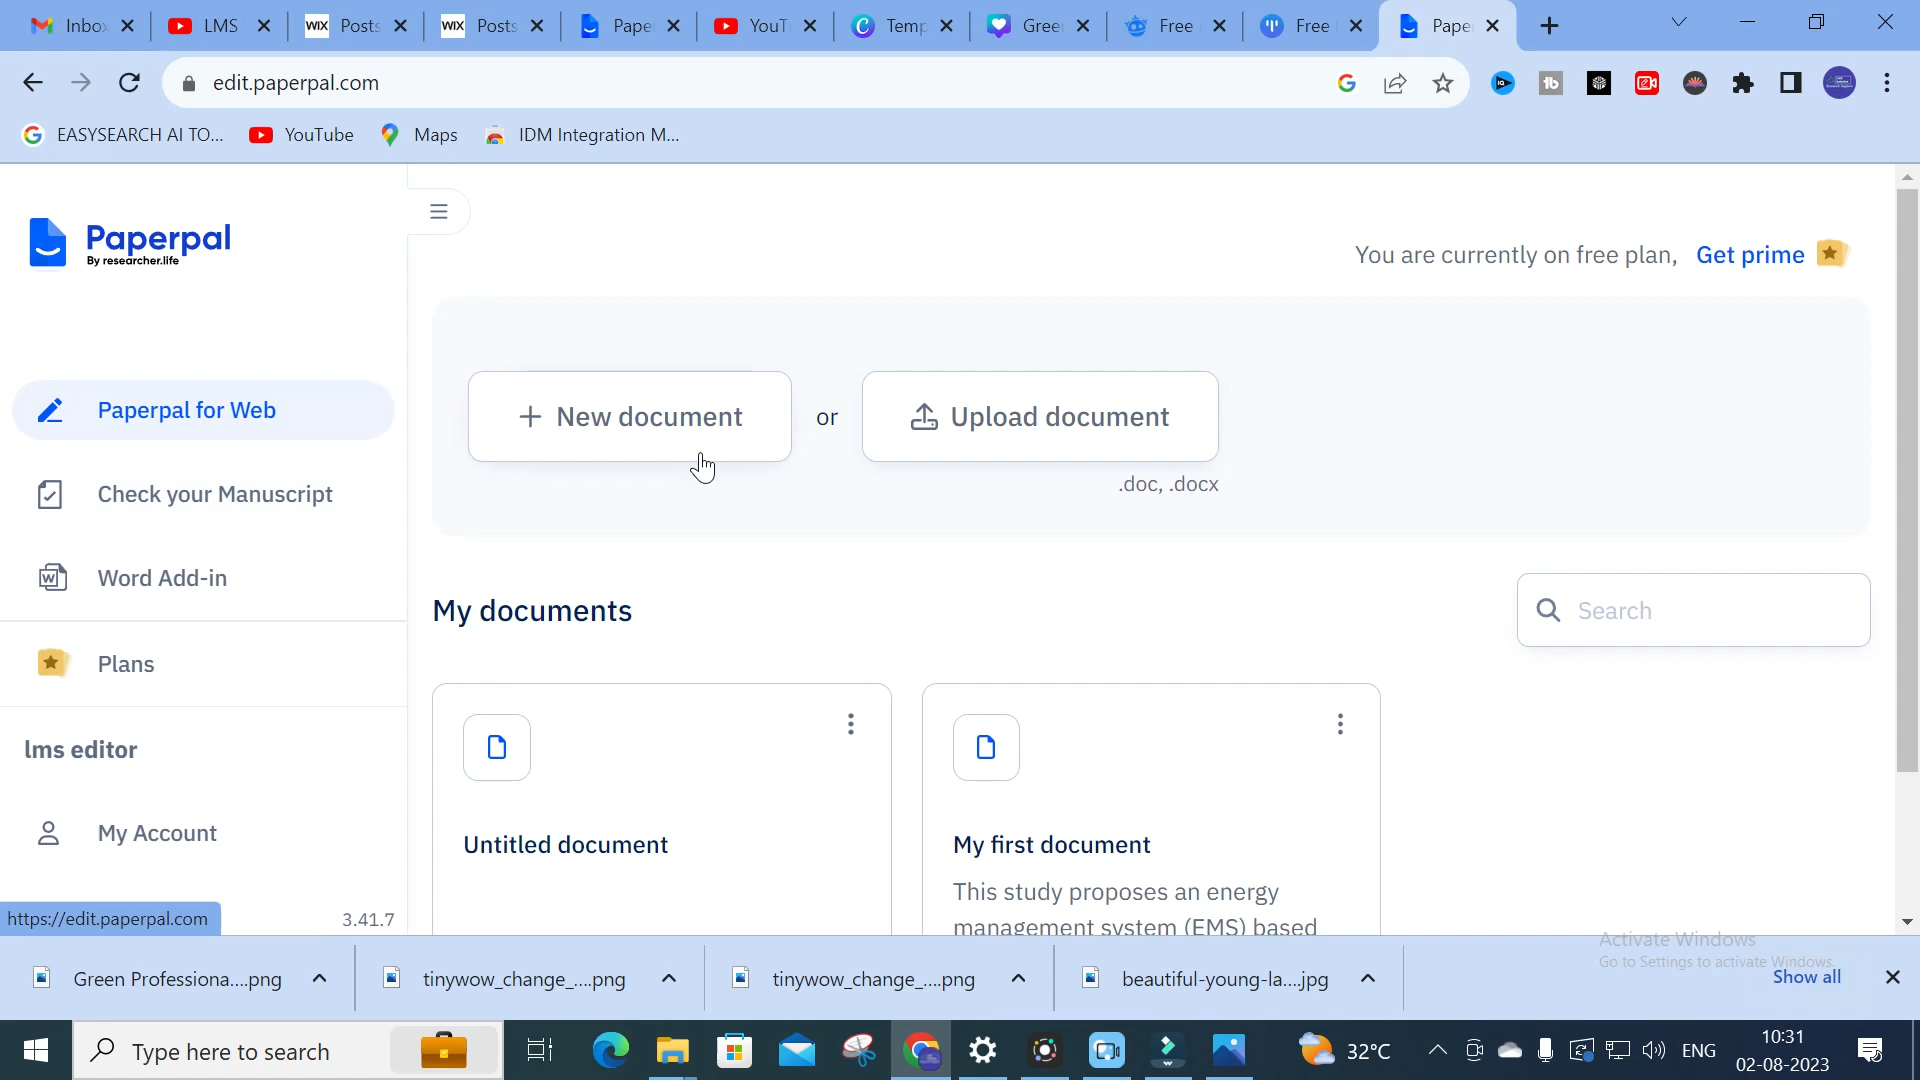 Inbox
LMS
Posts
Posts
Pape
YouT
Temp
Gree
Free
Free
Pape
edit.paperpal.com
EASYSEARCH AI TO...
YouTube
Maps
IDM Integration M...
Paperpal
By researcher.life
You are currently on free plan, Get prime
Paperpal for Web
+ New document
or
Upload document
.doc, .docx
Check your Manuscript
Word Add-in
My documents
Search
Plans
lms editor
My Account
Untitled document
My first document
This study proposes an energy
management system (EMS) based
https://edit.paperpal.com
3.41.7
Activate Windows
Go to Settings to activate Windows.
Green Professiona....png
tinywow_change_....png
tinywow_change_....png
beautiful-young-la....jpg
Show all
Type here to search
32°C
ENG
10:31
02-08-2023